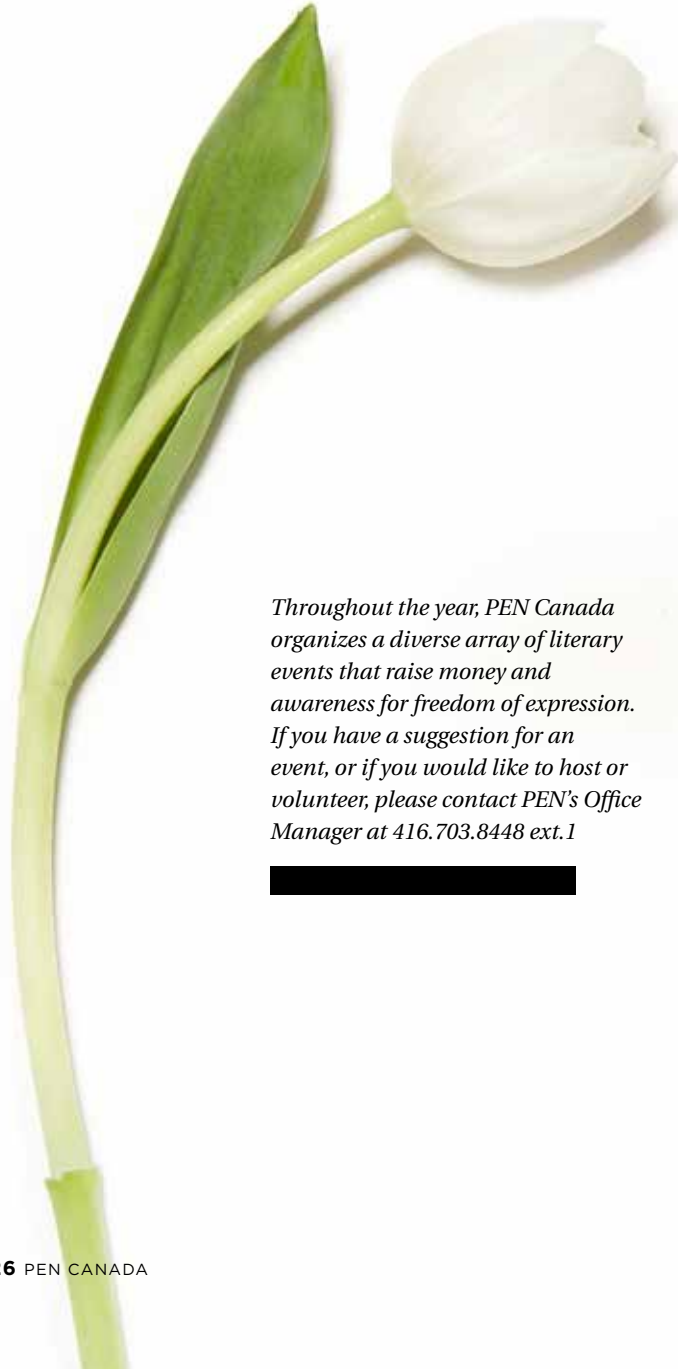 Throughout the year, PEN Canada
organizes a diverse array of literary
events that raise money and
awareness for freedom of expression.
If you have a suggestion for an
event, or if you would like to host or
volunteer, please contact PEN’s Office
Manager at 416.703.8448 ext.1
6 PEN CANADA